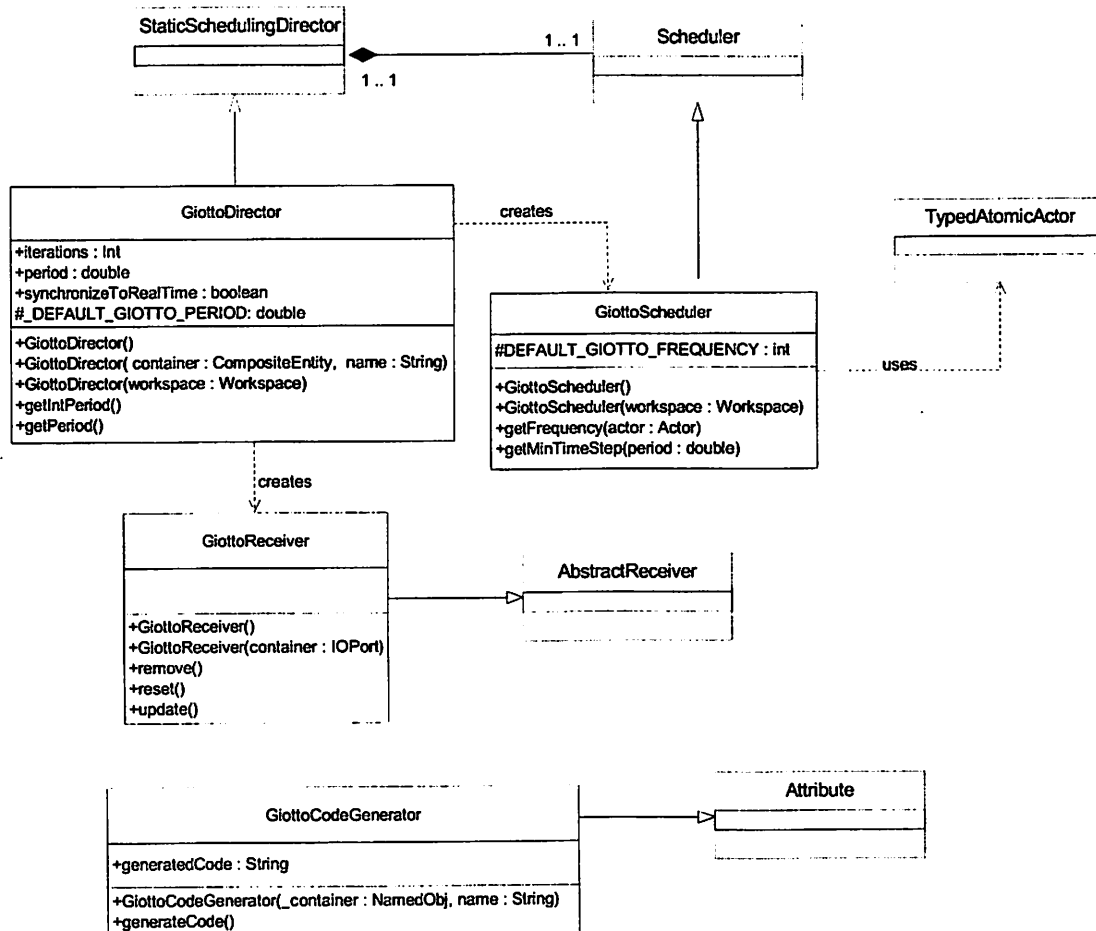 StaticSchedulingDirector
Scheduler
1 .. 1
1 .. 1
GiottoDirector
+iterations : Int
+period : double
+synchronizeToRealTime : boolean
#_DEFAULT_GIOTTO_PERIOD: double
+GiottoDirector()
+GiottoDirector( container : CompositeEntity, name : String)
+GiottoDirector(workspace : Workspace)
+getIntPeriod()
+getPeriod()
creates
TypedAtomicActor
GiottoScheduler
#DEFAULT_GIOTTO_FREQUENCY : int
+GiottoScheduler()
+GiottoScheduler(workspace : Workspace)
+getFrequency(actor : Actor)
+getMinTimeStep(period : double)
uses
creates
GiottoReceiver
+GiottoReceiver()
+GiottoReceiver(container : IOPort)
+remove()
+reset()
+update()
AbstractReceiver
GiottoCodeGenerator
+generatedCode : String
+GiottoCodeGenerator(_container : NamedObj, name : String)
+generateCode()
Attribute